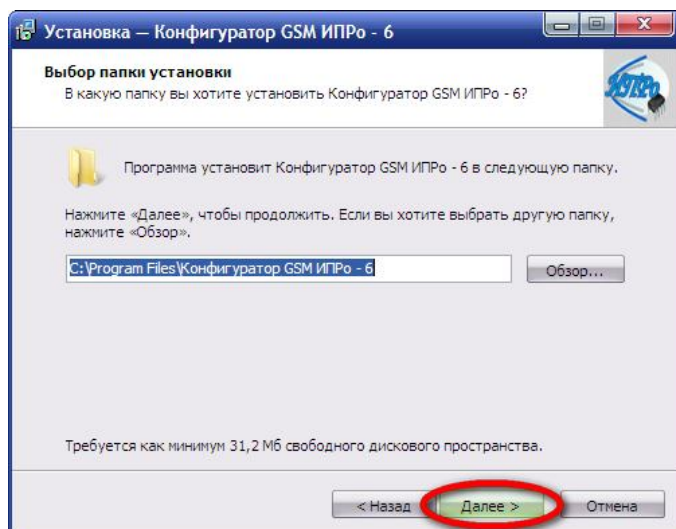 Установка — Конфигуратор GSM ИПРо - 6
Выбор папки установки
В какую папку вы хотите установить Конфигуратор GSM ИПРо - 6?
ИПРо
Программа установит Конфигуратор GSM ИПРо - 6 в следующую папку.
Нажмите «Далее», чтобы продолжить. Если вы хотите выбрать другую папку,
нажмите «Обзор».
C:\Program Files\Конфигуратор GSM ИПРо - 6
Обзор...
Требуется как минимум 31,2 Мб свободного дискового пространства.
< Назад
Далее >
Отмена